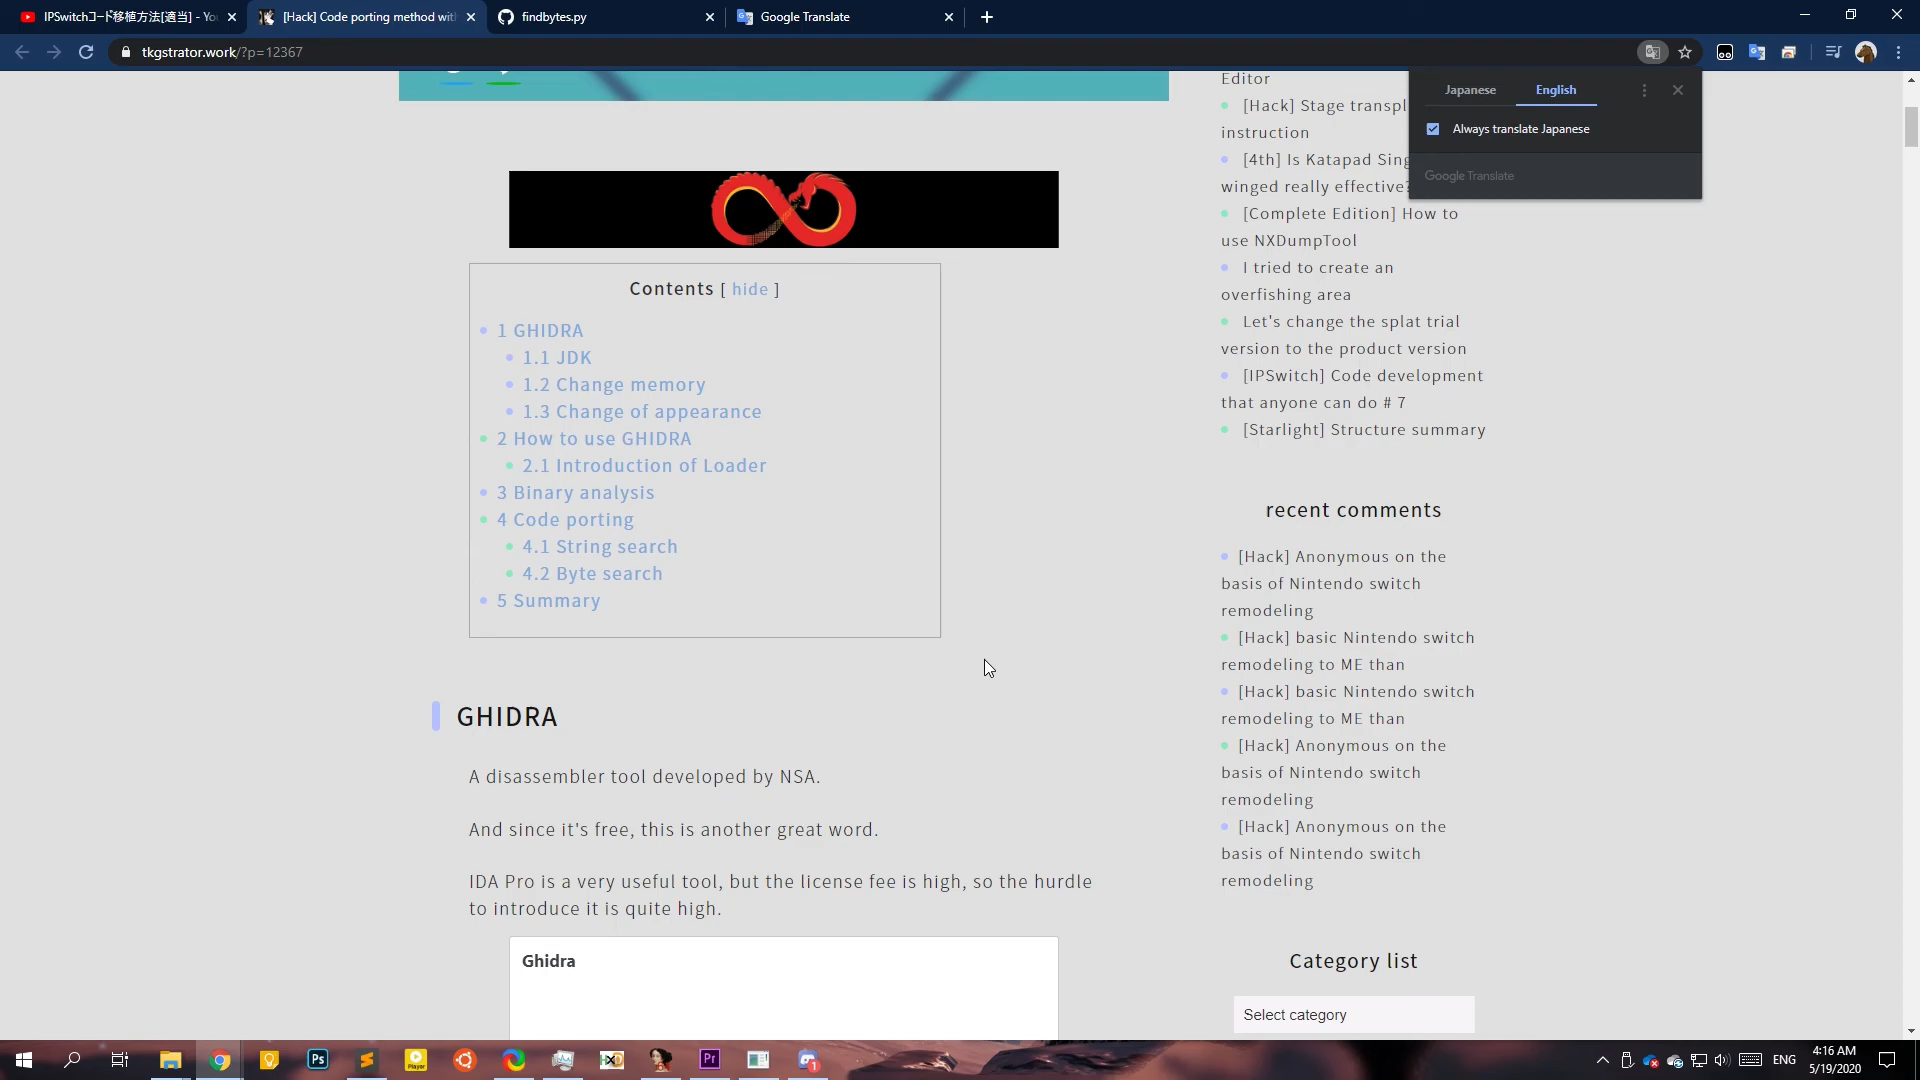 IPSwitchコード移植方法[適当] - Yo
[Hack] Code porting method wit
findbytes.py
Google Translate
tkgstrator.work/?p=12367
Japanese
English
Always translate Japanese
Google Translate
Contents [ hide ]
1 GHIDRA
1.1 JDK
1.2 Change memory
1.3 Change of appearance
2 How to use GHIDRA
2.1 Introduction of Loader
3 Binary analysis
4 Code porting
4.1 String search
4.2 Byte search
5 Summary
GHIDRA
A disassembler tool developed by NSA.
And since it's free, this is another great word.
IDA Pro is a very useful tool, but the license fee is high, so the hurdle
to introduce it is quite high.
Ghidra
Editor
[Hack] Stage transpl
instruction
[4th] Is Katapad Sing
winged really effective?
[Complete Edition] How to
use NXDumpTool
I tried to create an
overfishing area
Let's change the splat trial
version to the product version
[IPSwitch] Code development
that anyone can do # 7
[Starlight] Structure summary
recent comments
[Hack] Anonymous on the
basis of Nintendo switch
remodeling
[Hack] basic Nintendo switch
remodeling to ME than
[Hack] basic Nintendo switch
remodeling to ME than
[Hack] Anonymous on the
basis of Nintendo switch
remodeling
[Hack] Anonymous on the
basis of Nintendo switch
remodeling
Category list
Select category
Ps
Player
HXD
Pr
1
ENG
4:16 AM
5/19/2020